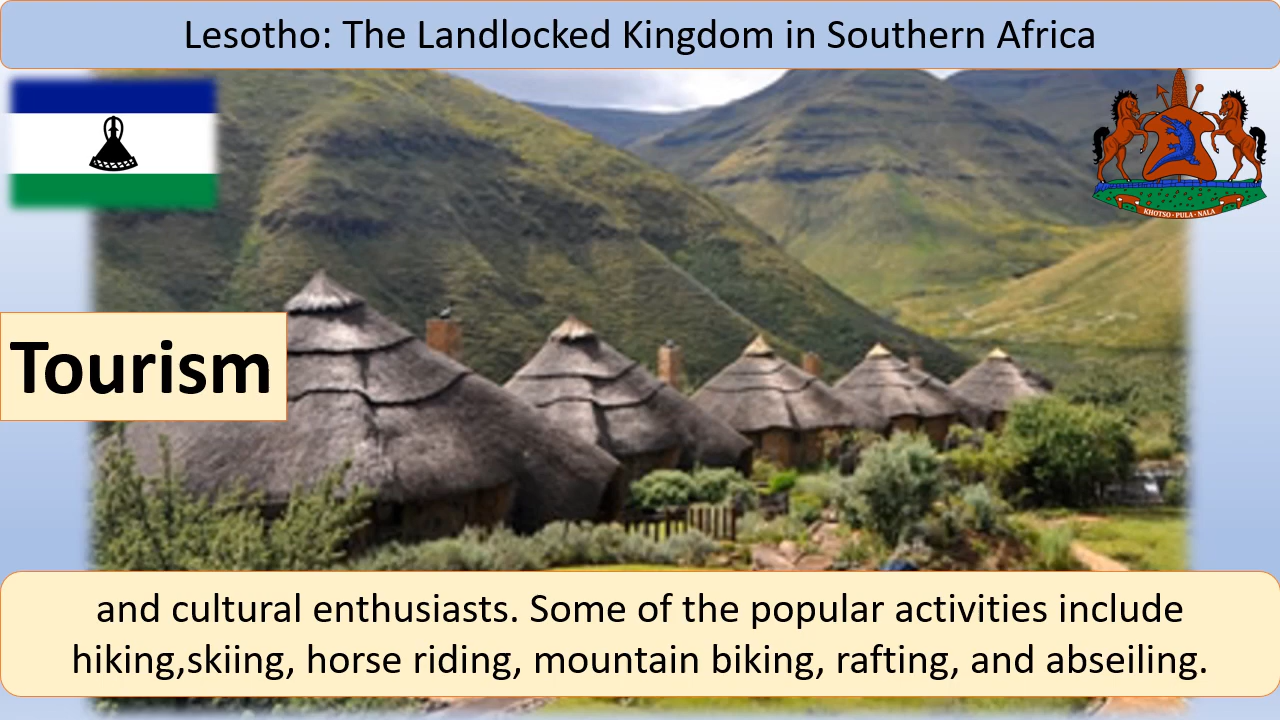 Lesotho: The Landlocked Kingdom in Southern Africa
KHOTSO · PULA · NALA
Tourism
and cultural enthusiasts. Some of the popular activities include
hiking,skiing, horse riding, mountain biking, rafting, and abseiling.